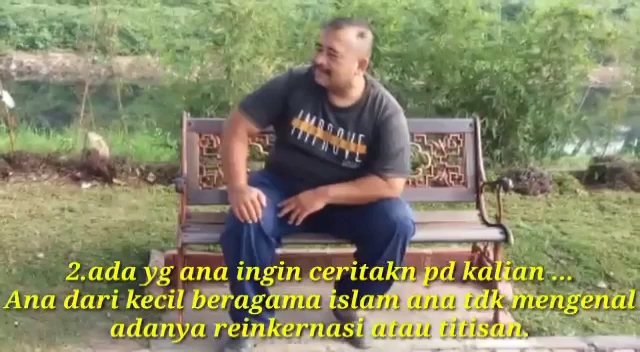 IMPROVE
2.ada yg ana ingin ceritakn pd kalian ...
Ana dari kecil beragama islam ana tdk mengenal
adanya reinkernasi atau titisan.